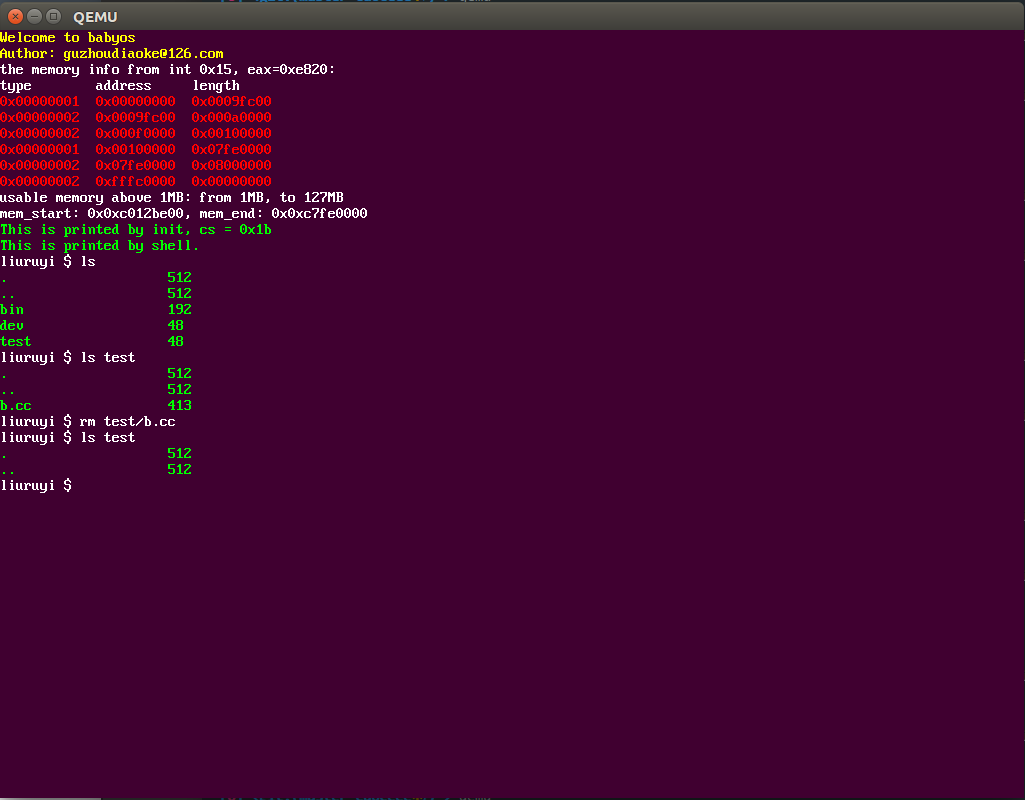 QEMU
Welcome to babyos
Author: guzhoudiaoke@126.com
the memory info from int 0x15, eax=0xe820:
type        address     length
0x00000001  0x00000000  0x0009fc00
0x00000002  0x0009fc00  0x000a0000
0x00000002  0x000f0000  0x00100000
0x00000001  0x00100000  0x07fe0000
0x00000002  0x07fe0000  0x08000000
0x00000002  0xfffc0000  0x00000000
usable memory above 1MB: from 1MB, to 127MB
mem_start: 0x0xc012be00, mem_end: 0x0xc7fe0000
This is printed by init, cs = 0x1b
This is printed by shell.
liuruyi $ ls
.                    512
..                   512
bin                  192
dev                  48
test                 48
liuruyi $ ls test
.                    512
..                   512
b.cc                 413
liuruyi $ rm test/b.cc
liuruyi $ ls test
.                    512
..                   512
liuruyi $